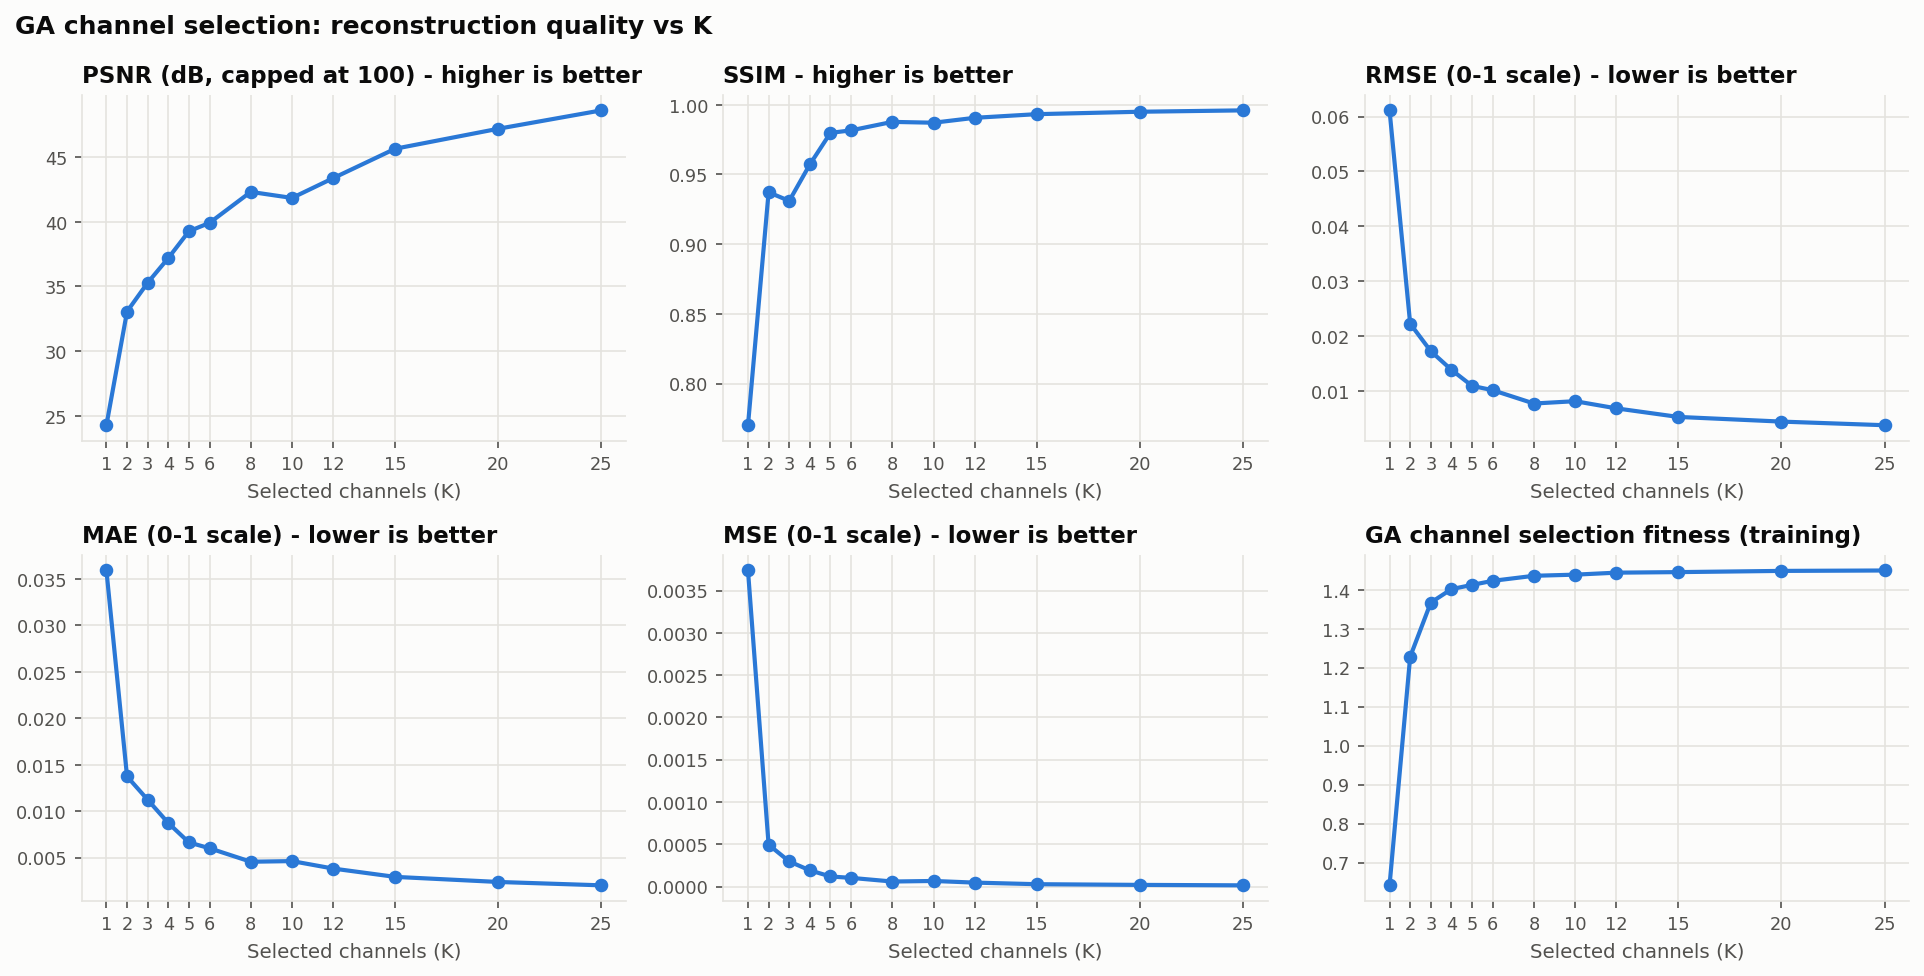 GA channel selection: reconstruction quality vs K
PSNR (dB, capped at 100) - higher is better
45
40
35
30
25
1 2 3 4 5 6 8 10 12 15 20 25
Selected channels (K)
SSIM - higher is better
1.00
0.95
0.90
0.85
0.80
1 2 3 4 5 6 8 10 12 15 20 25
Selected channels (K)
RMSE (0-1 scale) - lower is better
0.06
0.05
0.04
0.03
0.02
0.01
1 2 3 4 5 6 8 10 12 15 20 25
Selected channels (K)
MAE (0-1 scale) - lower is better
0.035
0.030
0.025
0.020
0.015
0.010
0.005
1 2 3 4 5 6 8 10 12 15 20 25
Selected channels (K)
MSE (0-1 scale) - lower is better
0.0035
0.0030
0.0025
0.0020
0.0015
0.0010
0.0005
0.0000
1 2 3 4 5 6 8 10 12 15 20 25
Selected channels (K)
GA channel selection fitness (training)
1.4
1.3
1.2
1.1
1.0
0.9
0.8
0.7
1 2 3 4 5 6 8 10 12 15 20 25
Selected channels (K)